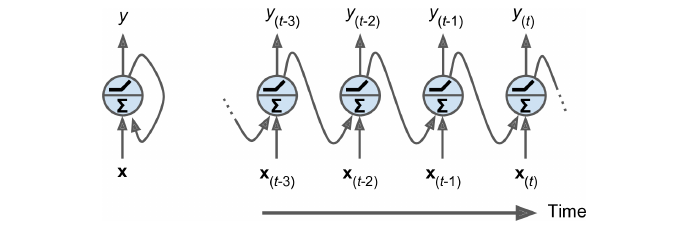 y y(t-3) y(t-2) y(t-1) y(t)
Σ Σ Σ Σ Σ
x x(t-3) x(t-2) x(t-1) x(t)
Time